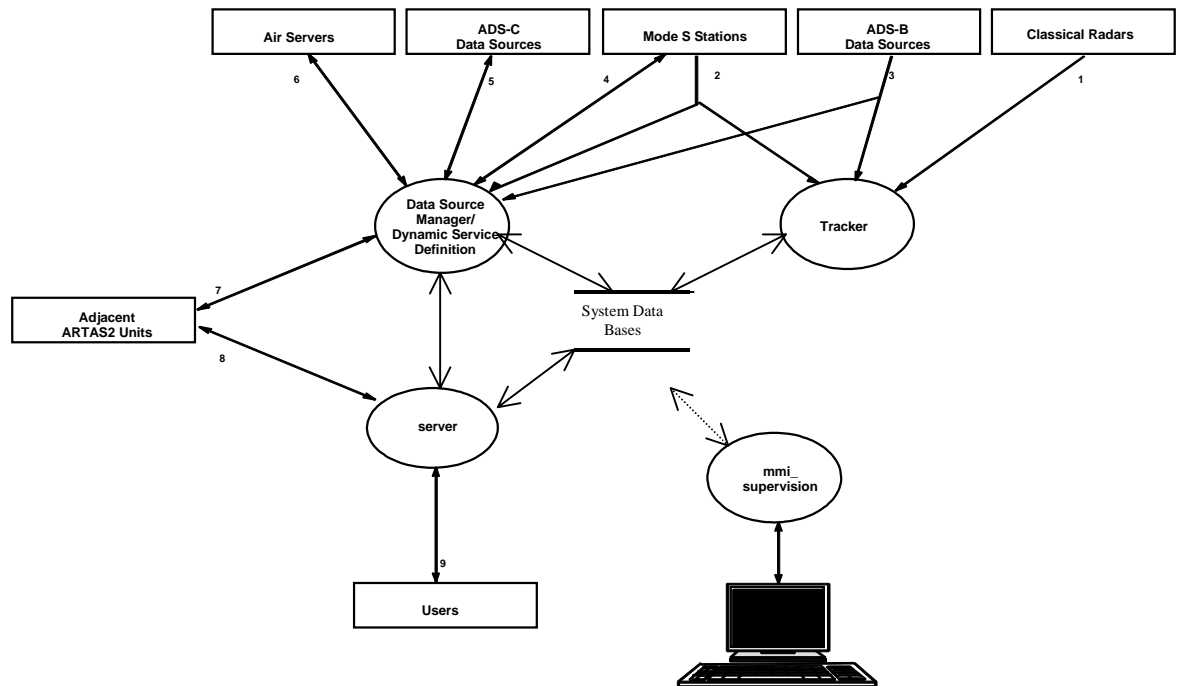 Air Servers
ADS-C
Data Sources
Mode S Stations
ADS-B
Data Sources
Classical Radars
6
5
4
2
3
1
Data Source
Manager/
Dynamic Service
Definition
Tracker
7
Adjacent
ARTAS2 Units
8
System Data
Bases
server
mmi_
supervision
9
Users